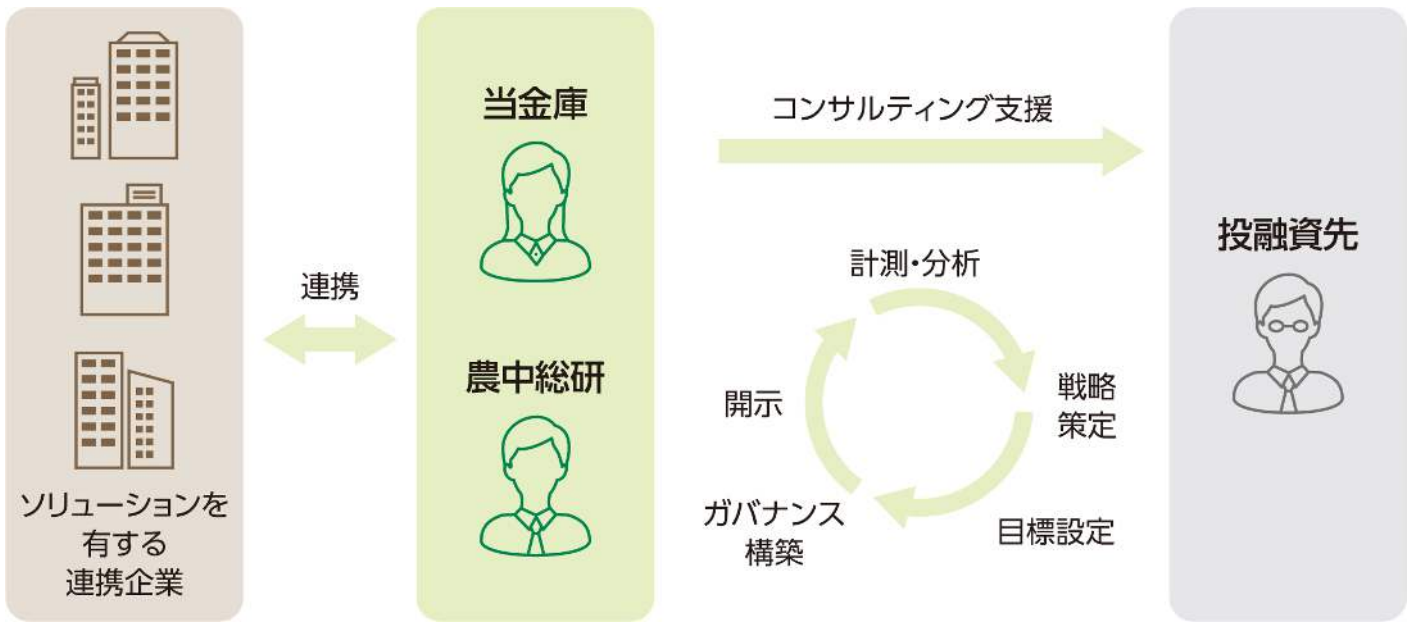 ソリューションを
有する
連携企業
連携
当金庫
農中総研
コンサルティング支援
計測・分析
戦略
策定
目標設定
ガバナンス
構築
開示
投融資先